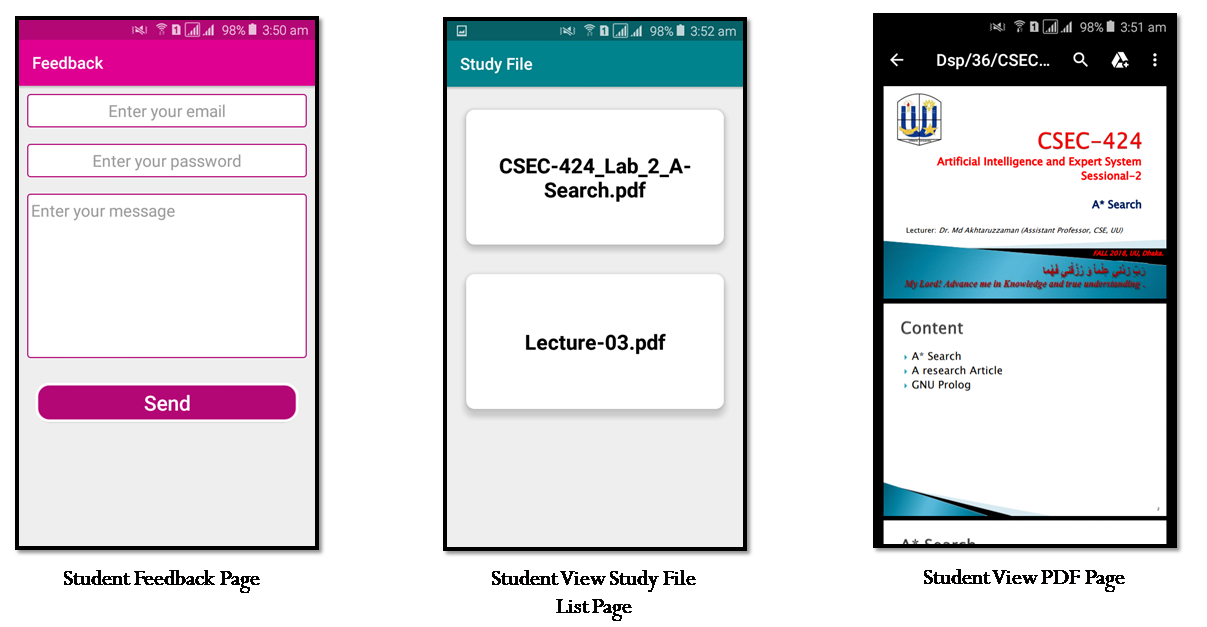 98% 3:50 am
Feedback
Enter your email
Enter your password
Enter your message
Send
Student Feedback Page
98% 3:52 am
Study File
CSEC-424_Lab_2_A-
Search.pdf
Lecture-03.pdf
Student View Study File
List Page
98% 3:51 am
Dsp/36/CSEC...
CSEC-424
Artificial Intelligence and Expert System
Sessional-2
A* Search
Lecturer: Dr. Md Akhtaruzzaman (Assistant Professor, CSE, UU)
FALL 2018, UU, Dhaka.
رَبِّ زِدْنِي عِلْماً وَ رَزُقْنِي فَهْما
My Lord! Advance me in Knowledge and true understanding .
Content
A* Search
A research Article
GNU Prolog
A* Search
Student View PDF Page